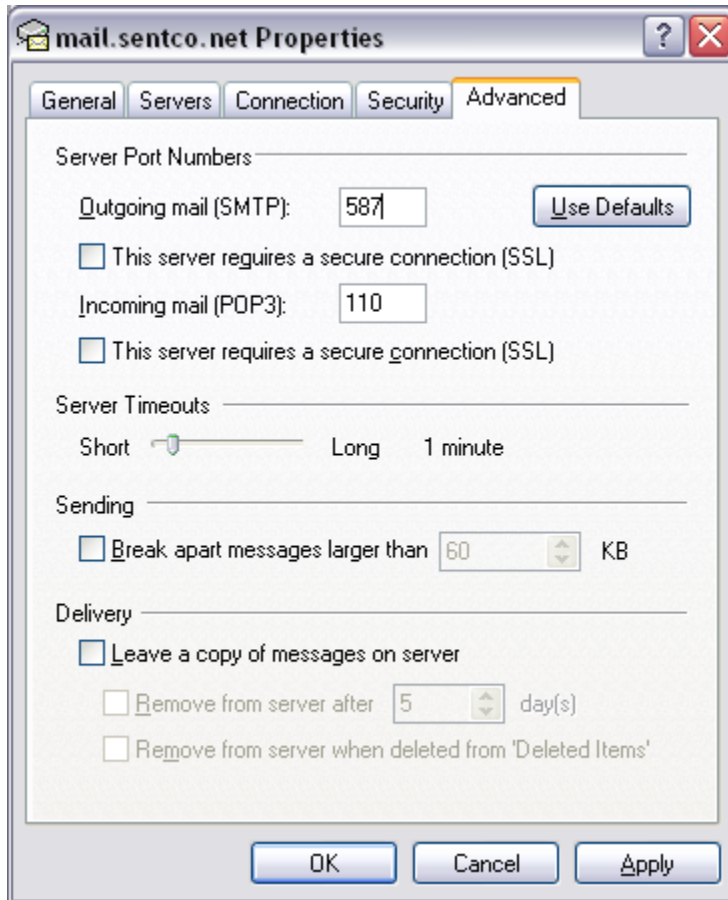 mail.sentco.net Properties
General Servers Connection Security Advanced
Server Port Numbers
Outgoing mail (SMTP): 587 Use Defaults
This server requires a secure connection (SSL)
Incoming mail (POP3): 110
This server requires a secure connection (SSL)
Server Timeouts
Short Long 1 minute
Sending
Break apart messages larger than 60 KB
Delivery
Leave a copy of messages on server
Remove from server after 5 day(s)
Remove from server when deleted from 'Deleted Items'
OK Cancel Apply